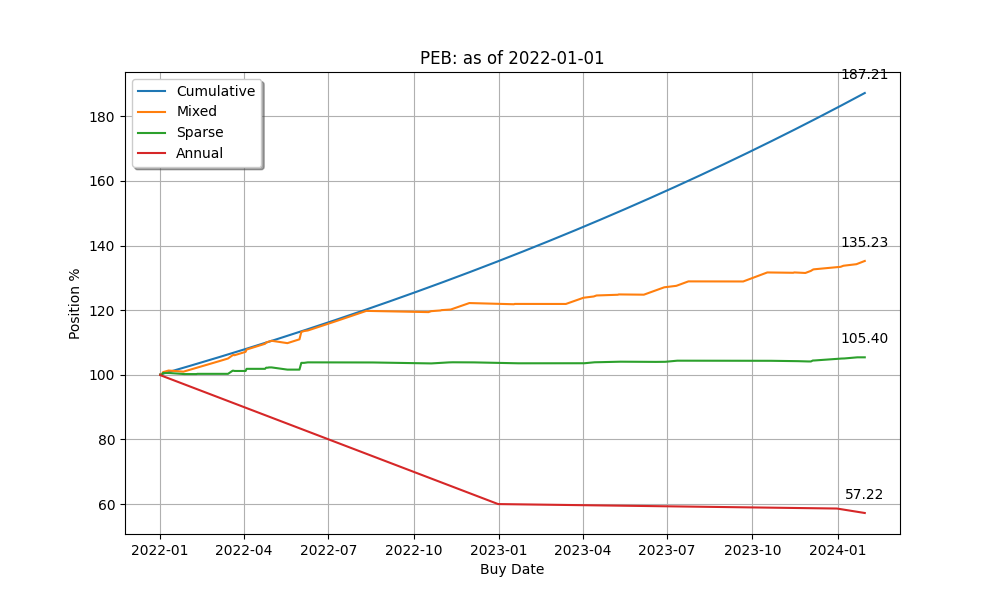 PEB: as of 2022-01-01
187.21
Cumulative
Mixed
Sparse
Annual
135.23
105.40
57.22
180
160
140
120
100
80
60
Position %
2022-01 2022-04 2022-07 2022-10 2023-01 2023-04 2023-07 2023-10 2024-01
Buy Date